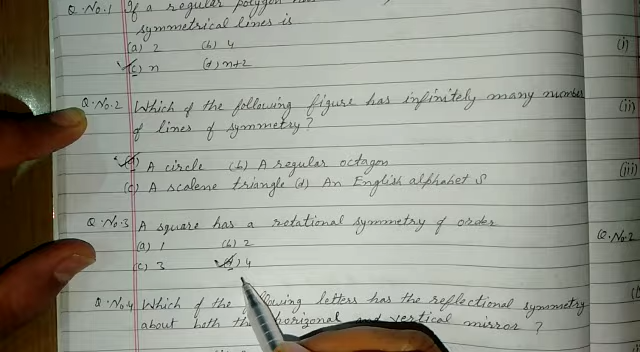 Q.No.1 If a regular polygon
symmetrical lines is
(a) 2 (b) 4
(c) n (d) n+2
(i)
Q.No.2 Which of the following figure has infinitely many number
of lines of symmetry?
(ii)
(a) A circle (b) A regular octagon
(c) A scalene triangle (d) An English alphabet S
(iii)
Q.No.3 A square has a rotational symmetry of order
(a) 1 (b) 2
(c) 3 (d) 4
Q.No.2
Q.No.4 Which of the following letters has the reflectional symmetry
about both the horizonal and vertical mirror?